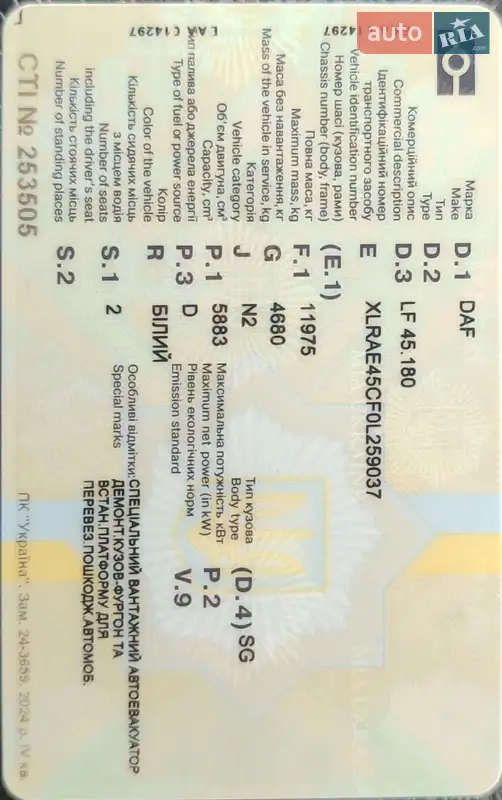 auto RIA.com
Марка
Make
D.1 DAF
Тип
Type
D.2
Комерційний опис
Commercial description
D.3 LF 45.180
Ідентифікаційний номер
транспортного засобу
Vehicle identification number
E XLRAE45CF0L259037
Номер шасі (кузова, рами)
Chassis number (body, frame)
(E.1)
Повна маса, кг
Maximum mass, kg
F.1 11975
Маса без навантаження, кг
Mass of the vehicle in service, kg
G 4680
Категорія
Vehicle category
J N2
Тип кузова
Body type
(D.4) SG
Об'єм двигуна, см³
Capacity, cm³
P.1 5883
Максимальна потужність кВт
Maximum net power (in kW)
P.2
Тип палива або джерела енергії
Type of fuel or power source
P.3 D
Рівень екологічних норм
Emission standard
V.9
Колір
Color of the vehicle
R БІЛИЙ
Кількість сидячих місць
з місцем водія
Number of seats
including the driver's seat
S.1 2
Кількість стоячих місць
Number of standing places
S.2
Особливі відмітки:
Special marks
СПЕЦІАЛЬНИЙ ВАНТАЖНИЙ АВТОЕВАКУАТОР
ДЕМОНТ.КУЗОВ-ФУРГОН ТА
ВСТАН.ПЛАТФОРМУ ДЛЯ
ПЕРЕВЕЗ.ПОШКОДЖ.АВТОМОБ.
СТІ № 253505
ПК "Україна". Зам. 24-3659. 2024 р. IV кв.